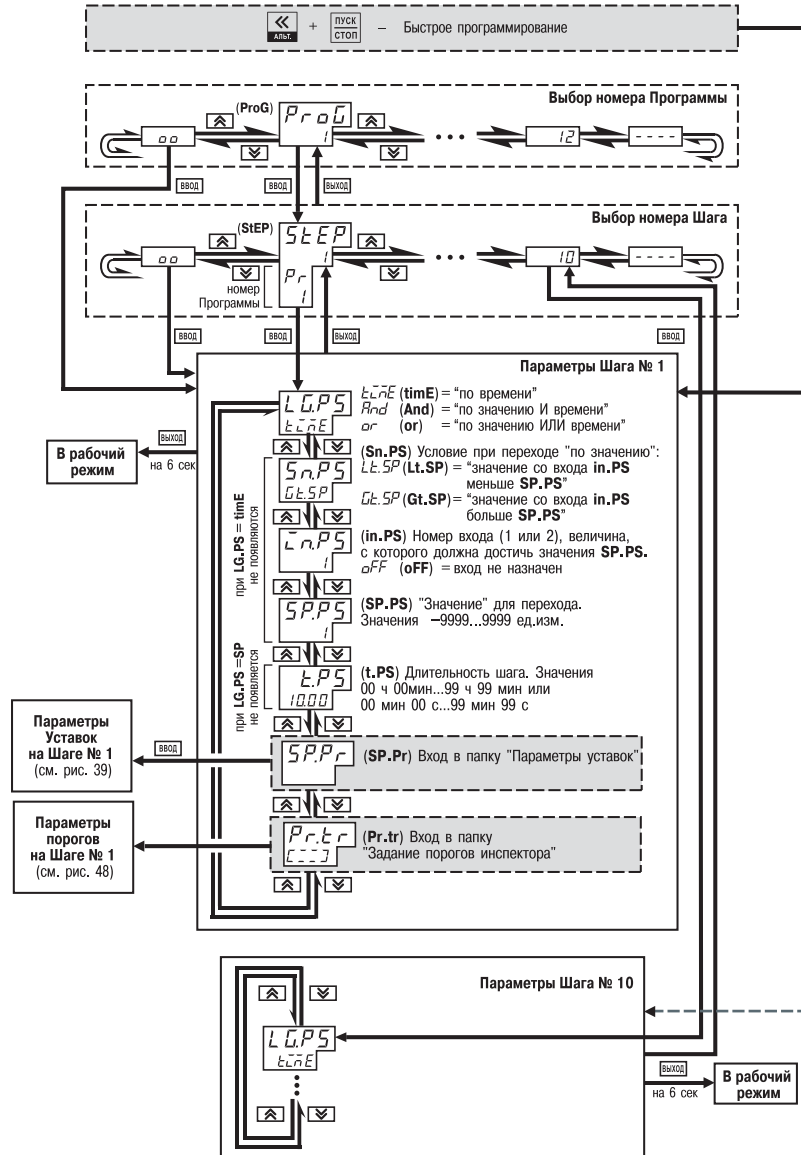 АЛЬТ. + ПУСК СТОП – Быстрое программирование
Выбор номера Программы
(ProG) ProG
1
oo ... 12 ----
ВВОД ВВОД ВЫХОД
Выбор номера Шага
(StEP) StEP
1
oo ... 10 ----
номер Программы Pr 1
ВВОД ВВОД ВЫХОД ВВОД
Параметры Шага № 1
LG.PS
timE
timE (timE) = "по времени"
And (And) = "по значению И времени"
or (or) = "по значению ИЛИ времени"
ВЫХОД
на 6 сек
В рабочий режим
при LG.PS = timE
не появляются
Sn.PS
Gt.SP
(Sn.PS) Условие при переходе "по значению":
Lt.SP (Lt.SP) = "значение со входа in.PS
меньше SP.PS"
Gt.SP (Gt.SP) = "значение со входа in.PS
больше SP.PS"
in.PS
1
(in.PS) Номер входа (1 или 2), величина,
с которого должна достичь значения SP.PS.
oFF (oFF) = вход не назначен
SP.PS
1
(SP.PS) "Значение" для перехода.
Значения –9999...9999 ед.изм.
при LG.PS =SP
не появляется
t.PS
10.00
(t.PS) Длительность шага. Значения
00 ч 00мин...99 ч 99 мин или
00 мин 00 с...99 мин 99 с
Параметры
Уставок
на Шаге № 1
(см. рис. 39)
ВВОД
SP.Pr
(SP.Pr) Вход в папку "Параметры уставок"
Параметры
порогов
на Шаге № 1
(см. рис. 48)
Pr.tr
[---]
(Pr.tr) Вход в папку
"Задание порогов инспектора"
Параметры Шага № 10
LG.PS
timE
ВЫХОД
на 6 сек
В рабочий
режим